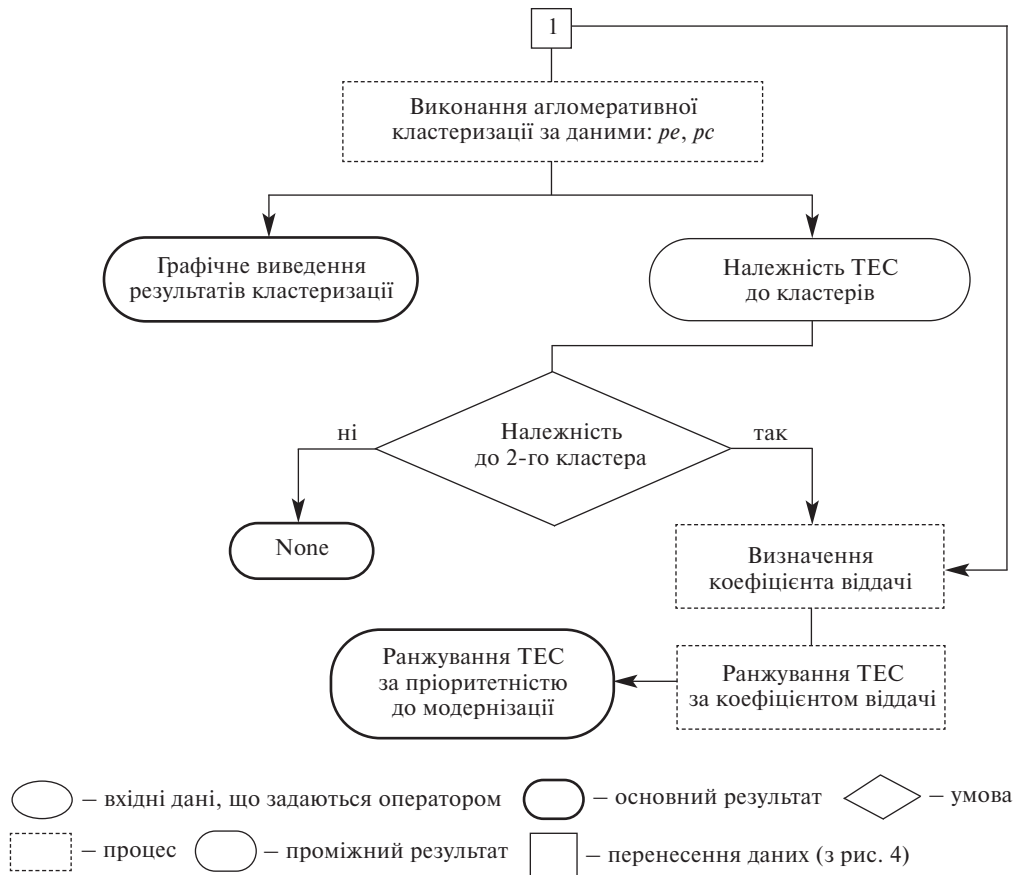 1
Виконання агломеративної
кластеризації за даними: pe, pc
Графічне виведення
результатів кластеризації
Належність ТЕС
до кластерів
ні
Належність
до 2-го кластера
так
None
Визначення
коефіцієнта віддачі
Ранжування ТЕС
за пріоритетністю
до модернізації
Ранжування ТЕС
за коефіцієнтом віддачі
– вхідні дані, що задаються оператором
– основний результат
– умова
– процес
– проміжний результат
– перенесення даних (з рис. 4)